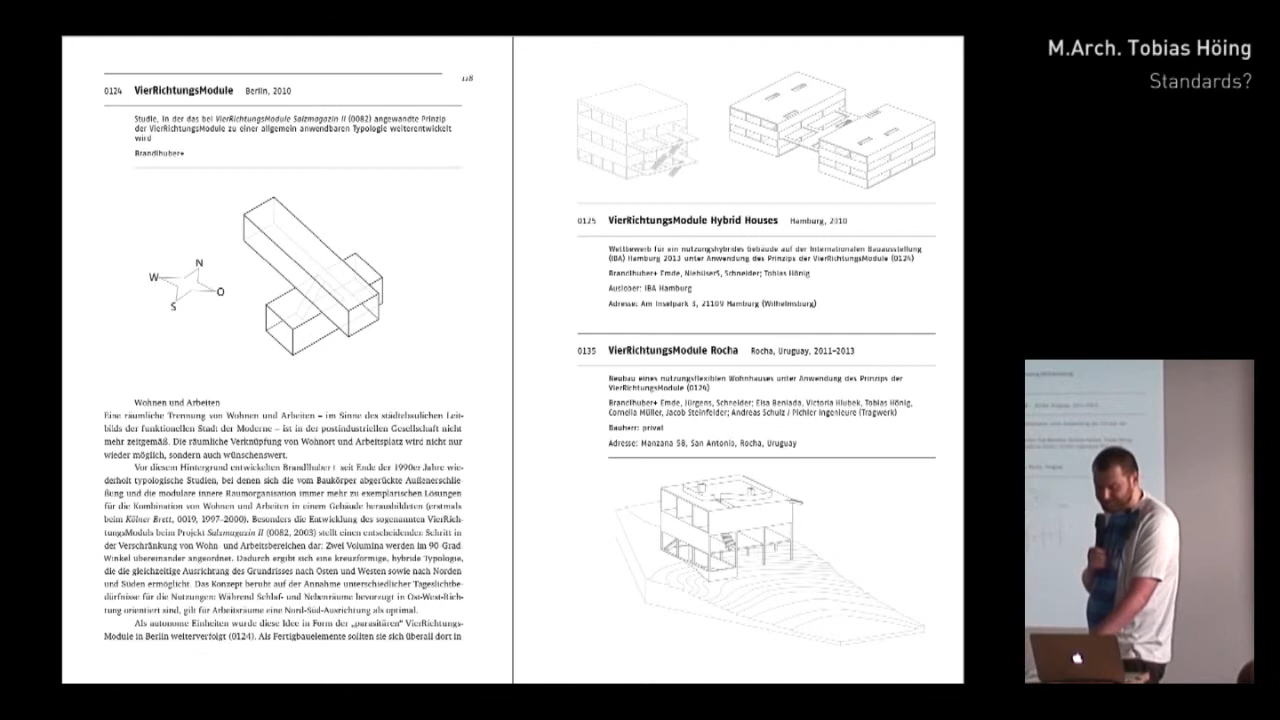 M.Arch. Tobias Höing
Standards?
118
0124 VierRichtungsModule Berlin, 2010
Studie, in der das bei VierRichtungsModule Salzmagazin II (0082) angewandte Prinzip
der VierRichtungsModule zu einer allgemein anwendbaren Typologie weiterentwickelt
wird
Brandlhuber+
N
W
O
S
Wohnen und Arbeiten
Eine räumliche Trennung von Wohnen und Arbeiten – im Sinne des städtebaulichen Leit-
bilds der funktionellen Stadt der Moderne – ist in der postindustriellen Gesellschaft nicht
mehr zeitgemäß. Die räumliche Verknüpfung von Wohnort und Arbeitsplatz wird nicht nur
wieder möglich, sondern auch wünschenswert.
Vor diesem Hintergrund entwickelten Brandlhuber+ seit Ende der 1990er Jahre wie-
derholt typologische Studien, bei denen sich die vom Baukörper abgerückte Außenerschlie-
ßung und die modulare innere Raumorganisation immer mehr zu exemplarischen Lösungen
für die Kombination von Wohnen und Arbeiten in einem Gebäude herausbildeten (erstmals
beim Kölner Brett, 0019, 1997–2000). Besonders die Entwicklung des sogenannten VierRich-
tungsModuls beim Projekt Salzmagazin II (0082, 2003) stellt einen entscheidenden Schritt in
der Verschränkung von Wohn- und Arbeitsbereichen dar: Zwei Volumina werden im 90-Grad-
Winkel übereinander angeordnet. Dadurch ergibt sich eine kreuzförmige, hybride Typologie,
die die gleichzeitige Ausrichtung des Grundrisses nach Osten und Westen sowie nach Norden
und Süden ermöglicht. Das Konzept beruht auf der Annahme unterschiedlicher Tageslichtbe-
dürfnisse für die Nutzungen: Während Schlaf- und Nebenräume bevorzugt in Ost-West-Rich-
tung orientiert sind, gilt für Arbeitsräume eine Nord-Süd-Ausrichtung als optimal.
Als autonome Einheiten wurde diese Idee in Form der „parasitären“ VierRichtungs-
Module in Berlin weiterverfolgt (0124). Als Fertigbauelemente sollten sie sich überall dort in
0125 VierRichtungsModule Hybrid Houses Hamburg, 2010
Wettbewerb für ein nutzungshybrides Gebäude auf der Internationalen Bauausstellung
(IBA) Hamburg 2013 unter Anwendung des Prinzips der VierRichtungsModule (0124)
Brandlhuber+ Emde, Niehüser, Schneider; Tobias Hönig
Auslober: IBA Hamburg
Adresse: Am Inselpark 3, 21109 Hamburg (Wilhelmsburg)
0135 VierRichtungsModule Rocha Rocha, Uruguay, 2011–2013
Neubau eines nutzungsflexiblen Wohnhauses unter Anwendung des Prinzips der
VierRichtungsModule (0124)
Brandlhuber+ Emde, Jürgens, Schneider; Elsa Beniada, Victoria Hlubek, Tobias Hönig,
Cornelia Müller, Jacob Steinfelder; Andreas Schulz / Pichler Ingenieure (Tragwerk)
Bauherr: privat
Adresse: Manzana 58, San Antonio, Rocha, Uruguay